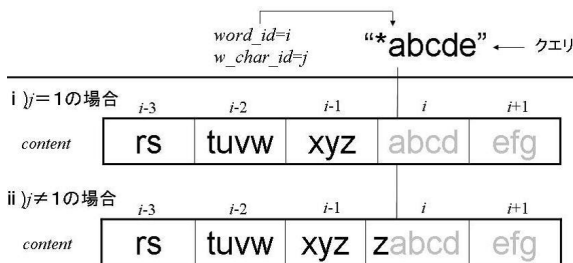 word_id=i
w_char_id=j
“*abcde” ← クエリ
i )j=1の場合
i-3 i-2 i-1 i i+1
content rs tuvw xyz abcd efg
ii )j≠1の場合
i-3 i-2 i-1 i i+1
content rs tuvw xyz zabcd efg